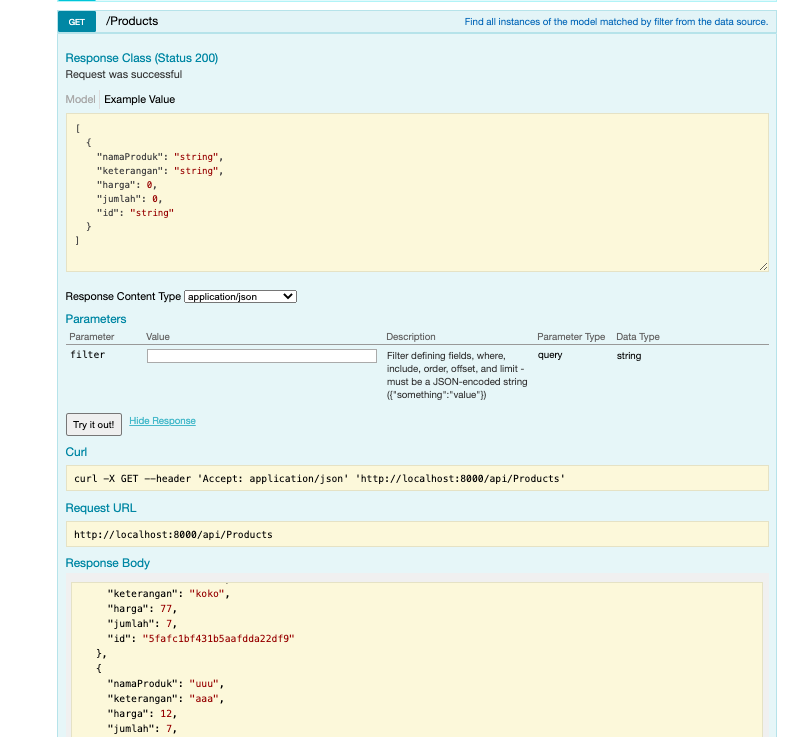 GET /Products Find all instances of the model matched by filter from the data source.
Response Class (Status 200)
Request was successful
Model Example Value
[
{
"namaProduk": "string",
"keterangan": "string",
"harga": 0,
"jumlah": 0,
"id": "string"
}
]
Response Content Type application/json
Parameters
Parameter Value Description Parameter Type Data Type
filter Filter defining fields, where, query string
include, order, offset, and limit -
must be a JSON-encoded string
({"something":"value"})
Try it out! Hide Response
Curl
curl -X GET --header 'Accept: application/json' 'http://localhost:8000/api/Products'
Request URL
http://localhost:8000/api/Products
Response Body
"keterangan": "koko",
"harga": 77,
"jumlah": 7,
"id": "5fafc1bf431b5aafdda22df9"
},
{
"namaProduk": "uuu",
"keterangan": "aaa",
"harga": 12,
"jumlah": 7,